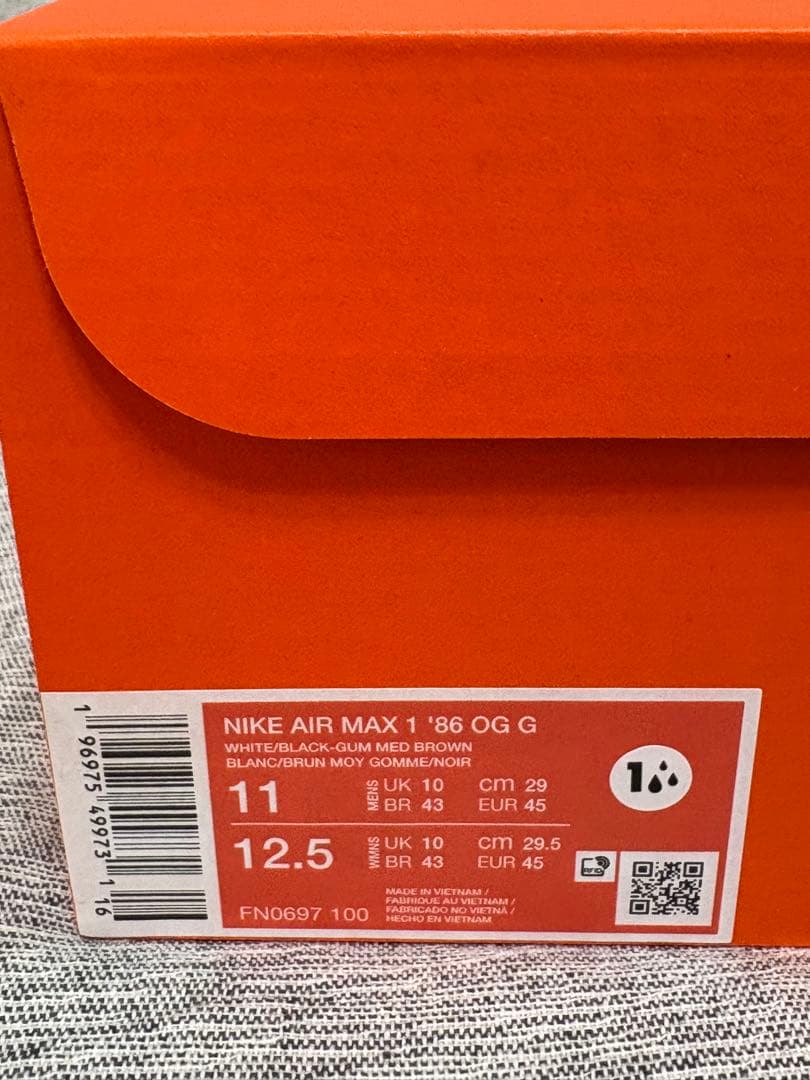 NIKE AIR MAX 1 '86 OG G
WHITE/BLACK-GUM MED BROWN
BLANC/BRUN MOY GOMME/NOIR
11 MENS UK 10 cm 29
BR 43 EUR 45
12.5 WMNS UK 10 cm 29.5
BR 43 EUR 45
FN0697 100
MADE IN VIETNAM /
FABRIQUE AU VIETNAM /
FABRICADO NO VIETNÃ /
HECHO EN VIETNAM
1
RFID
1 96975 49973 1 16